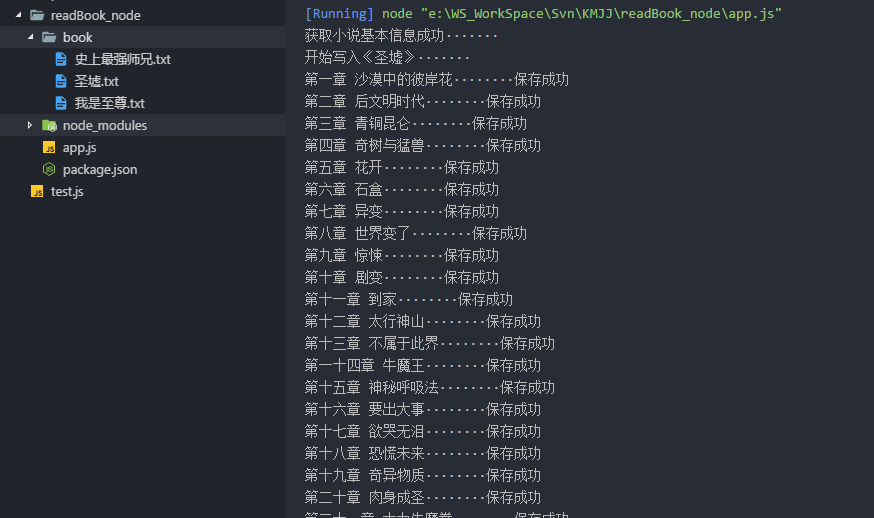 readBook_node
book
史上最强师兄.txt
圣墟.txt
我是至尊.txt
node_modules
JS app.js
JS package.json
JS test.js
[Running] node "e:\WS_WorkSpace\Svn\KMJJ\readBook_node\app.js"
获取小说基本信息成功·······
开始写入《圣墟》·······
第一章 沙漠中的彼岸花········保存成功
第二章 后文明时代········保存成功
第三章 青铜昆仑········保存成功
第四章 奇树与猛兽········保存成功
第五章 花开········保存成功
第六章 石盒········保存成功
第七章 异变········保存成功
第八章 世界变了········保存成功
第九章 惊悚········保存成功
第十章 剧变········保存成功
第十一章 到家········保存成功
第十二章 太行神山········保存成功
第十三章 不属于此界········保存成功
第一十四章 牛魔王········保存成功
第十五章 神秘呼吸法········保存成功
第十六章 要出大事········保存成功
第十七章 欲哭无泪········保存成功
第十八章 恐慌未来········保存成功
第十九章 奇异物质········保存成功
第二十章 肉身成圣········保存成功